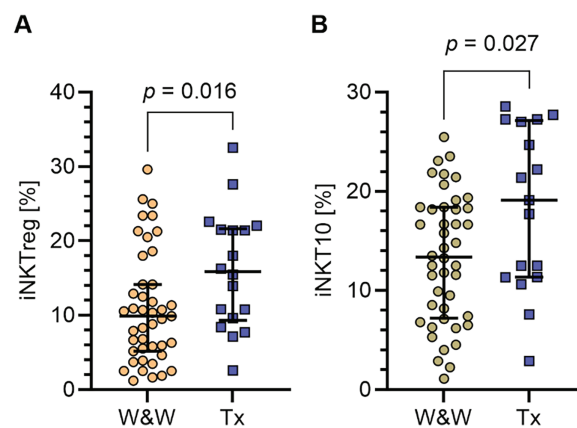 A
p = 0.016
iNKTreg [%]
40
30
20
10
0
W&W Tx
B
p = 0.027
iNKT10 [%]
30
20
10
0
W&W Tx